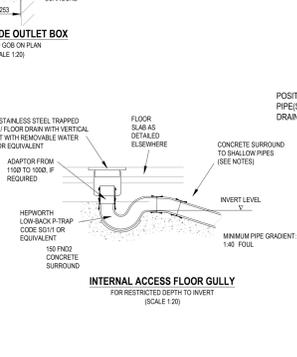 253
DE OUTLET BOX
GOB ON PLAN
ALE 1:20)
STAINLESS STEEL TRAPPED
/ FLOOR DRAIN WITH VERTICAL
T WITH REMOVABLE WATER
OR EQUIVALENT
ADAPTOR FROM
110Ø TO 100Ø, IF
REQUIRED
HEPWORTH
LOW-BACK P-TRAP
CODE SG1/1 OR
EQUIVALENT
150 FND2
CONCRETE
SURROUND
FLOOR
SLAB AS
DETAILED
ELSEWHERE
CONCRETE SURROUND
TO SHALLOW PIPES
(SEE NOTES)
INVERT LEVEL
MINIMUM PIPE GRADIENT:
1:40 FOUL
INTERNAL ACCESS FLOOR GULLY
FOR RESTRICTED DEPTH TO INVERT
(SCALE 1:20)
POSIT
PIPE(S
DRAIN